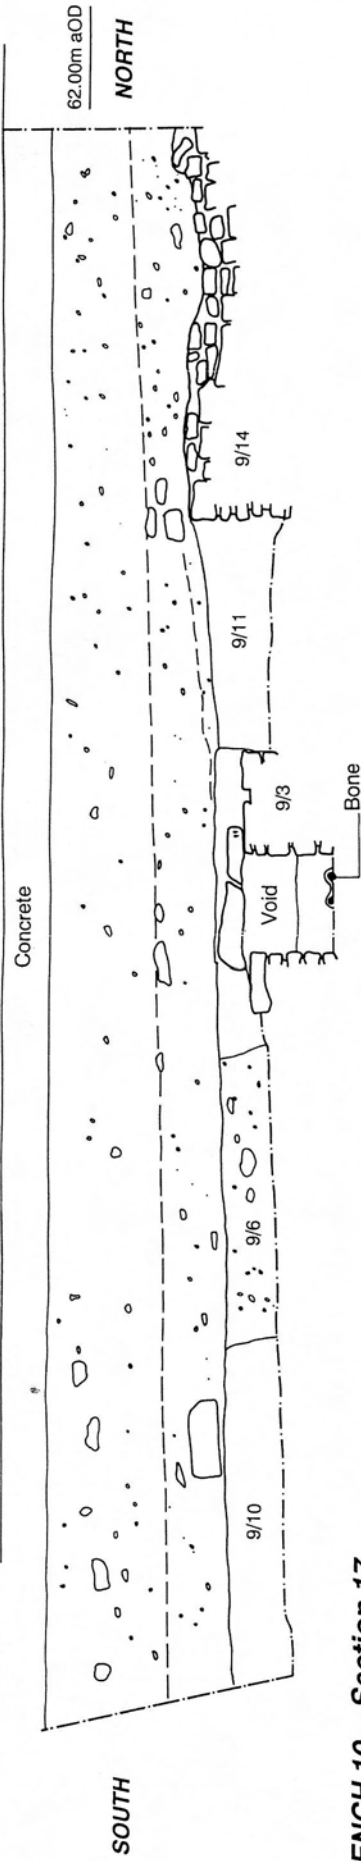 Concrete
62.00m aOD
SOUTH
NORTH
9/10
9/6
Void
9/3
9/11
9/14
Bone
Section 17